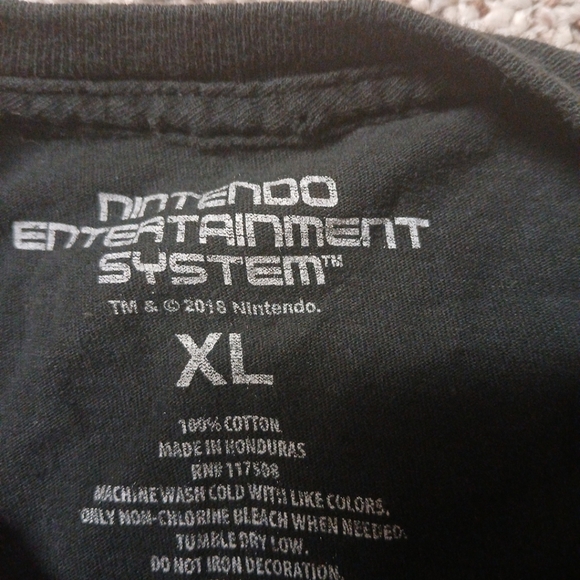 NINTENDO
ENTERTAINMENT
SYSTEM™
TM & © 2018 Nintendo.
XL
100% COTTON.
MADE IN HONDURAS
RN# 117508
MACHINE WASH COLD WITH LIKE COLORS.
ONLY NON-CHLORINE BLEACH WHEN NEEDED.
TUMBLE DRY LOW.
DO NOT IRON DECORATION.